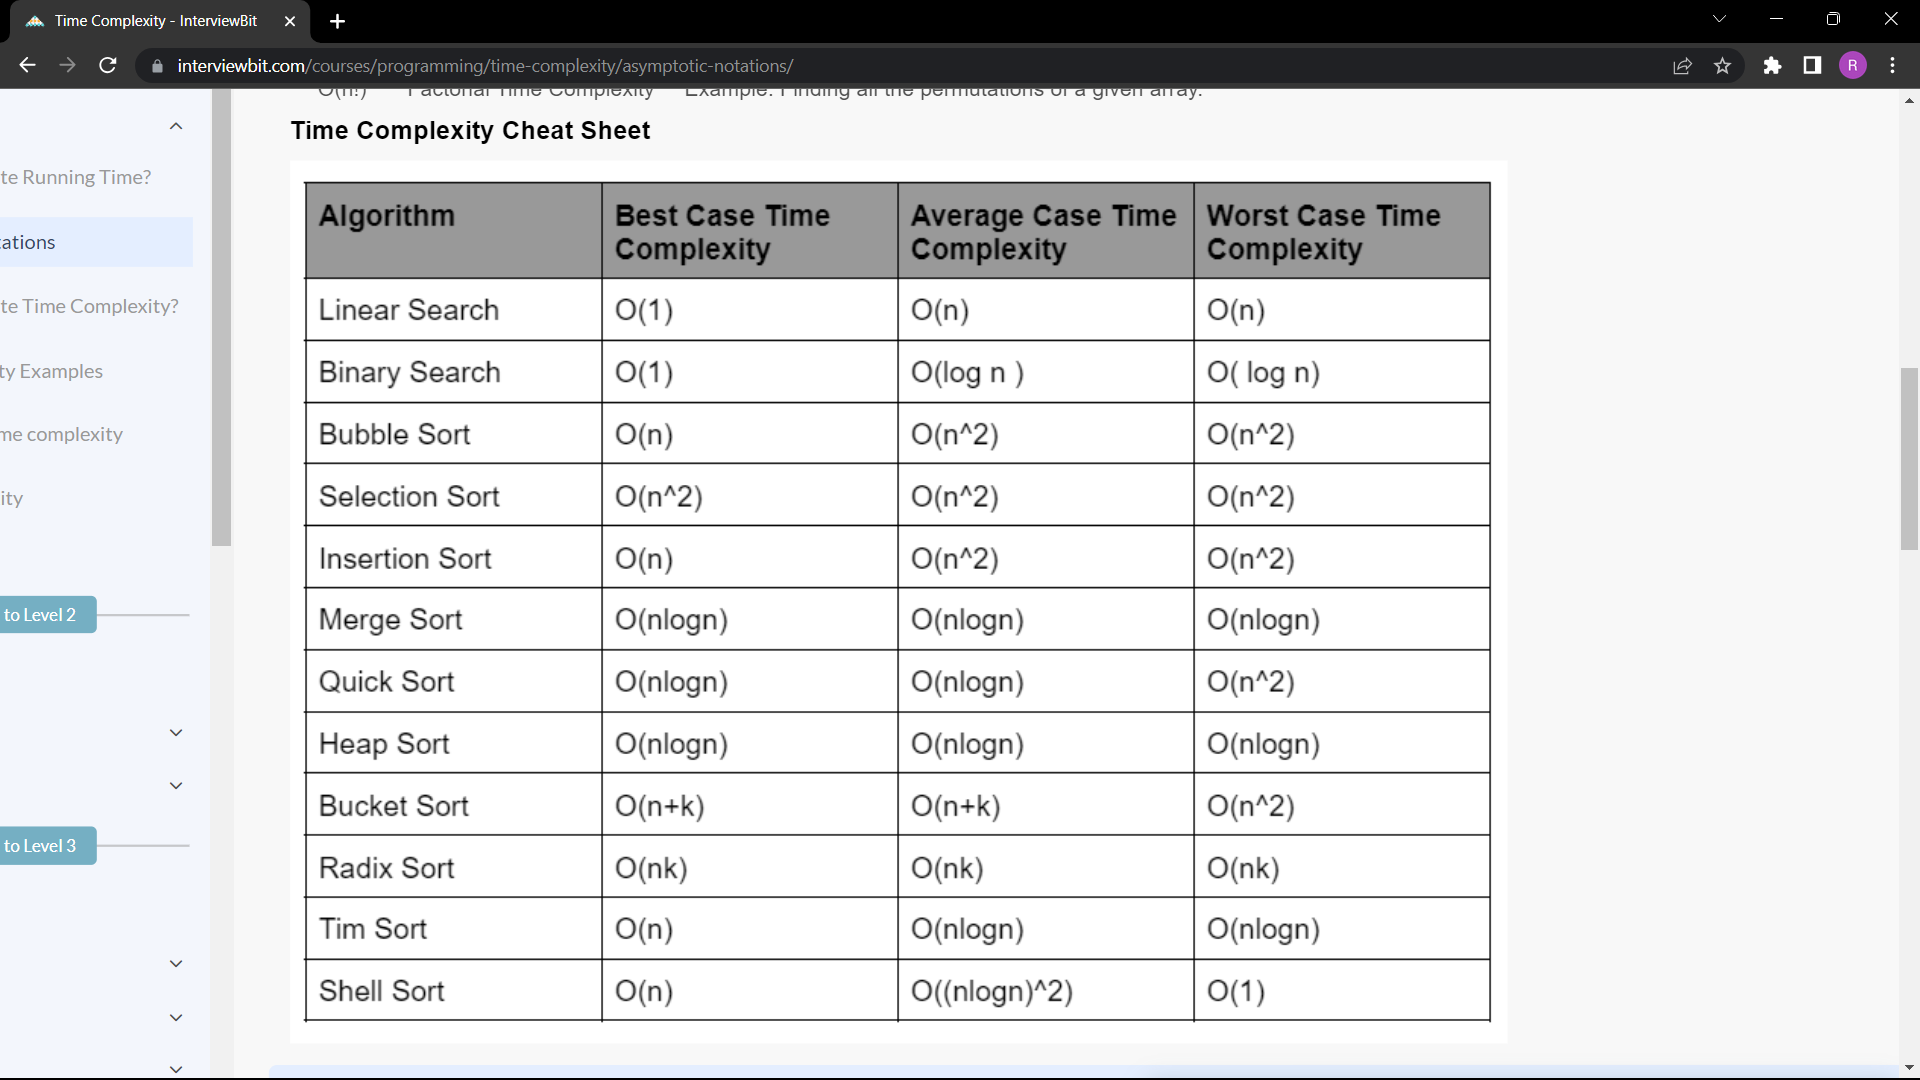 Time Complexity - InterviewBit
interviewbit.com/courses/programming/time-complexity/asymptotic-notations/
R
O(n!) Factorial Time Complexity Example: Finding all the permutations of a given array.
te Running Time?
ations
te Time Complexity?
ty Examples
me complexity
ity
to Level 2
to Level 3
Time Complexity Cheat Sheet
Algorithm Best Case Time Complexity Average Case Time Complexity Worst Case Time Complexity
Linear Search O(1) O(n) O(n)
Binary Search O(1) O(log n ) O( log n)
Bubble Sort O(n) O(n^2) O(n^2)
Selection Sort O(n^2) O(n^2) O(n^2)
Insertion Sort O(n) O(n^2) O(n^2)
Merge Sort O(nlogn) O(nlogn) O(nlogn)
Quick Sort O(nlogn) O(nlogn) O(n^2)
Heap Sort O(nlogn) O(nlogn) O(nlogn)
Bucket Sort O(n+k) O(n+k) O(n^2)
Radix Sort O(nk) O(nk) O(nk)
Tim Sort O(n) O(nlogn) O(nlogn)
Shell Sort O(n) O((nlogn)^2) O(1)